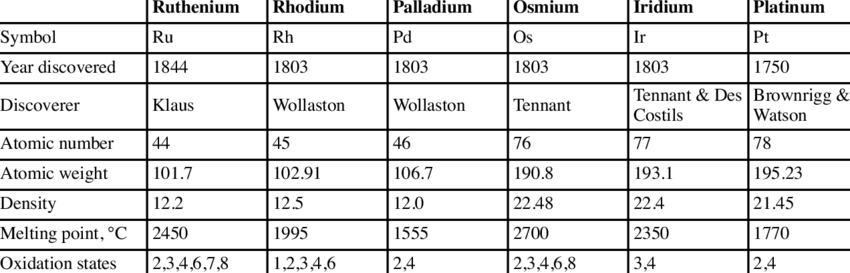 Ruthenium Rhodium Palladium Osmium Iridium Platinum
Symbol Ru Rh Pd Os Ir Pt
Year discovered 1844 1803 1803 1803 1803 1750
Discoverer Klaus Wollaston Wollaston Tennant Tennant & Des Costils Brownrigg & Watson
Atomic number 44 45 46 76 77 78
Atomic weight 101.7 102.91 106.7 190.8 193.1 195.23
Density 12.2 12.5 12.0 22.48 22.4 21.45
Melting point, °C 2450 1995 1555 2700 2350 1770
Oxidation states 2,3,4,6,7,8 1,2,3,4,6 2,4 2,3,4,6,8 3,4 2,4